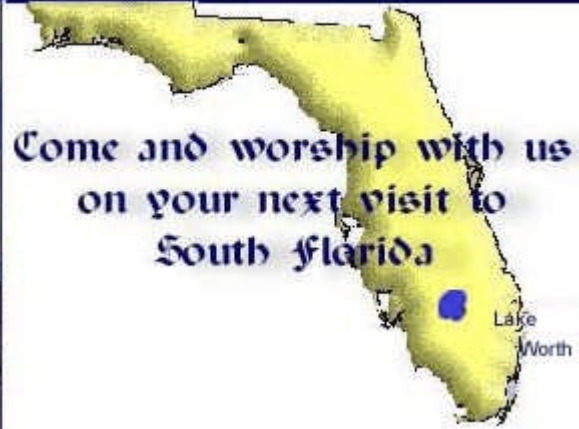 Come and worship with us
on your next visit to
South Florida
Lake
Worth